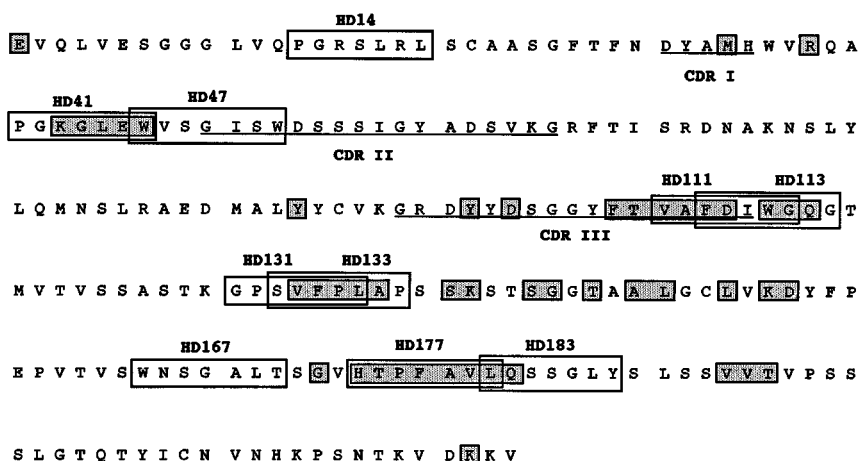 HD14
E V Q L V E S G G G L V Q P G R S L R L S C A A S G F T F N D Y A M H W V R Q A
CDR I
HD41 HD47
P G K G L E W V S G I S W D S S S I G Y A D S V K G R F T I S R D N A K N S L Y
CDR II
HD111 HD113
L Q M N S L R A E D M A L Y Y C V K G R D Y Y D S G G Y F T V A F D I W G Q G T
CDR III
HD131 HD133
M V T V S S A S T K G P S V F P L A P S S K S T S G G T A A L G C L V K D Y F P
HD167 HD177 HD183
E P V T V S W N S G A L T S G V H T P F A V L Q S S G L Y S L S S V V T V P S S
S L G T Q T Y I C N V N H K P S N T K V D K K V